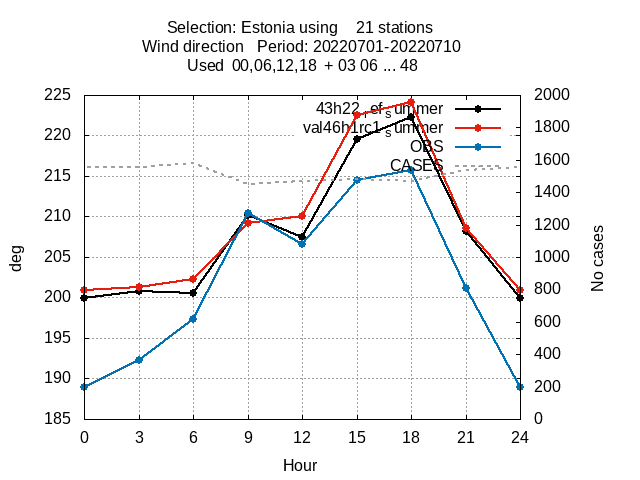 Selection: Estonia using    21 stations
Wind direction   Period: 20220701-20220710
Used  00,06,12,18  + 03 06 ... 48
225
220
215
210
205
200
195
190
185
deg
43h22_ref_summer
val46h1rc1_summer
OBS
CASES
2000
1800
1600
1400
1200
1000
800
600
400
200
0
No cases
0 3 6 9 12 15 18 21 24
Hour